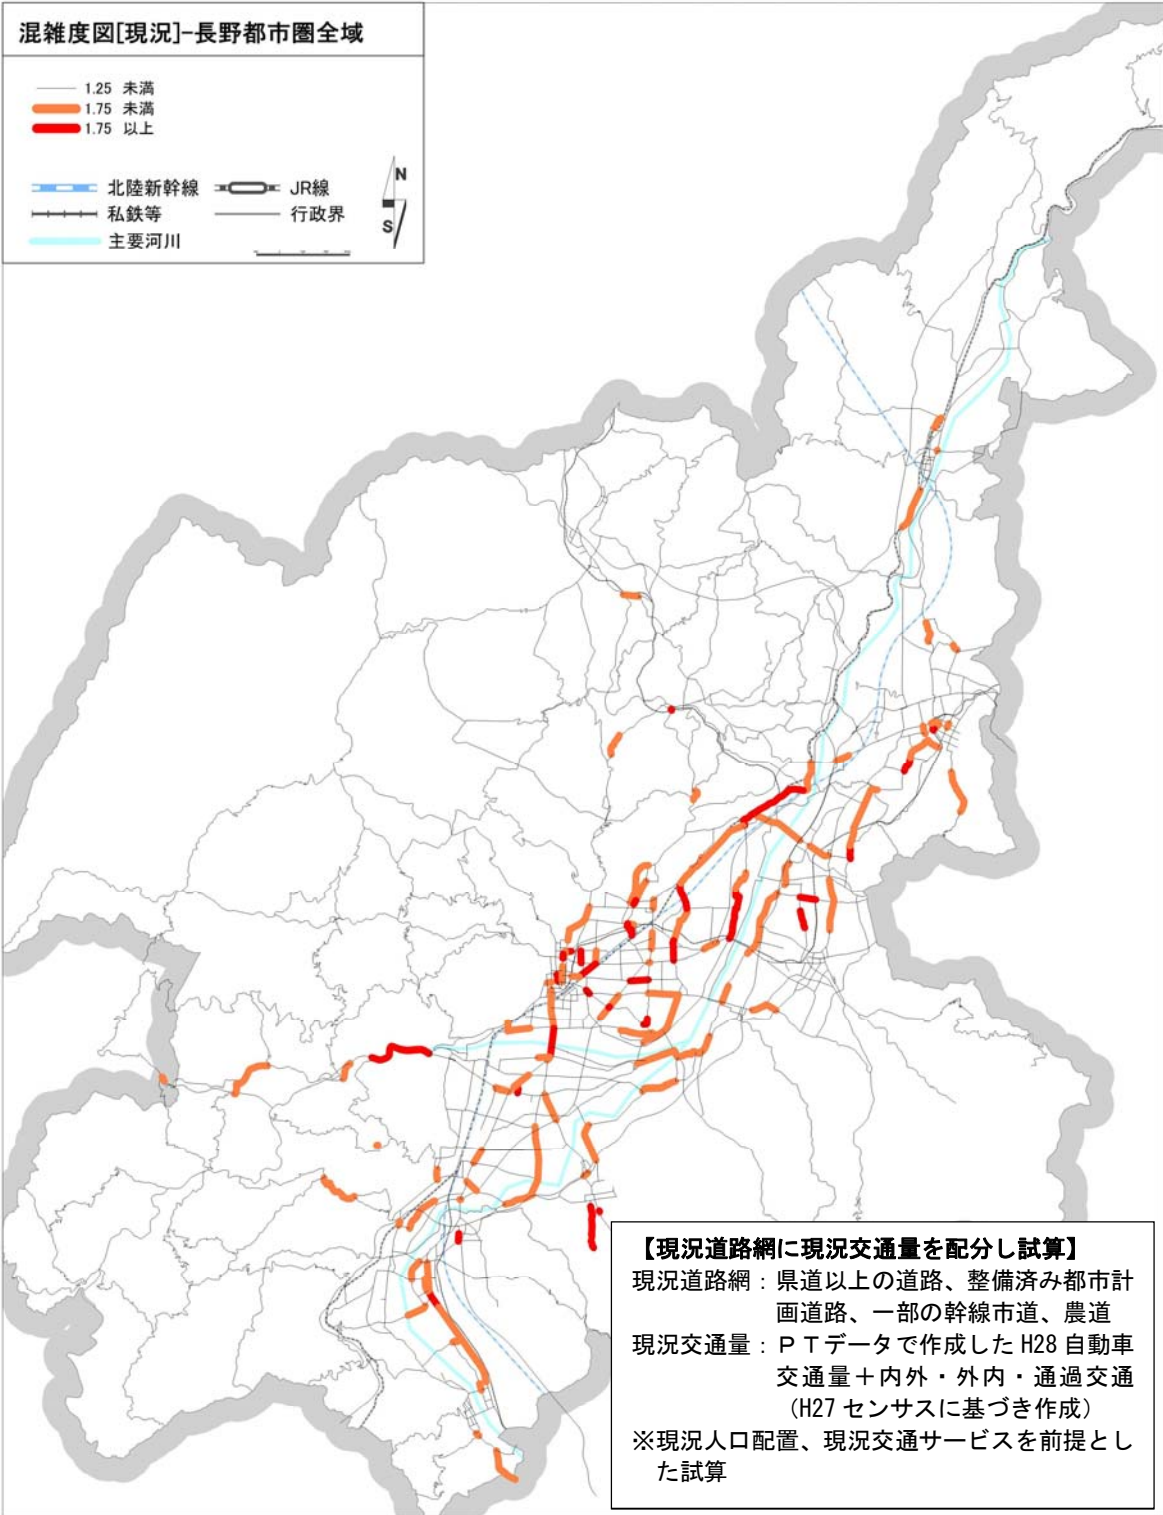 混雑度図[現況]-長野都市圏全域
1.25 未満
1.75 未満
1.75 以上
北陸新幹線 JR線
私鉄等 行政界
主要河川
N
S
【現況道路網に現況交通量を配分し試算】
現況道路網：県道以上の道路、整備済み都市計
画道路、一部の幹線市道、農道
現況交通量：ＰＴデータで作成した H28 自動車
交通量＋内外・外内・通過交通
（H27 センサスに基づき作成）
※現況人口配置、現況交通サービスを前提とし
た試算